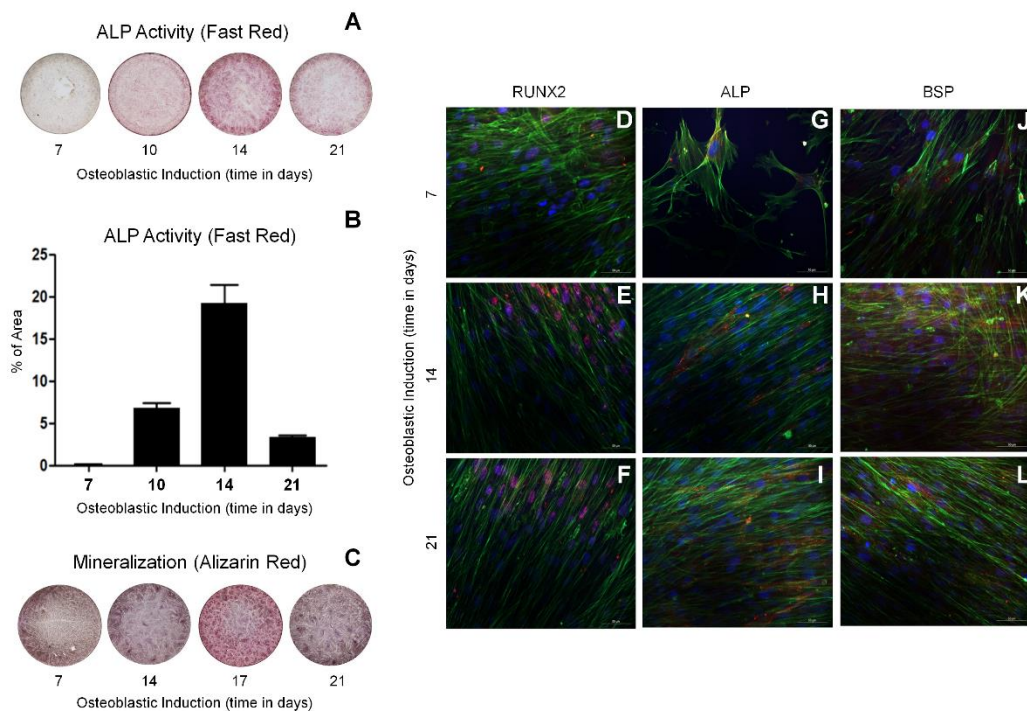 A
ALP Activity (Fast Red)
7 10 14 21
Osteoblastic Induction (time in days)
B
ALP Activity (Fast Red)
% of Area
25
20
15
10
5
0
7 10 14 21
Osteoblastic Induction (time in days)
C
Mineralization (Alizarin Red)
7 14 17 21
Osteoblastic Induction (time in days)
RUNX2 ALP BSP
Osteoblastic Induction (time in days)
7
D G J
14
E H K
21
F I L